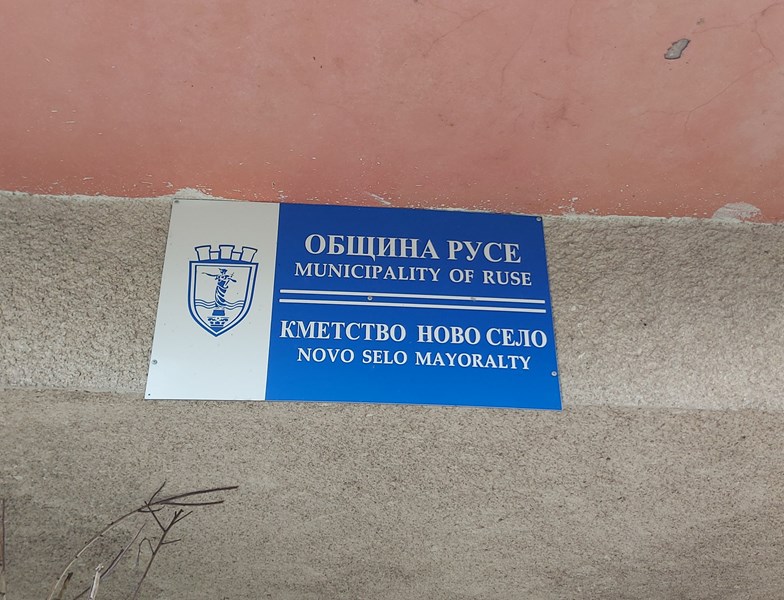 ОБЩИНА РУСЕ
MUNICIPALITY OF RUSE
КМЕТСТВО НОВО СЕЛО
NOVO SELO MAYORALTY